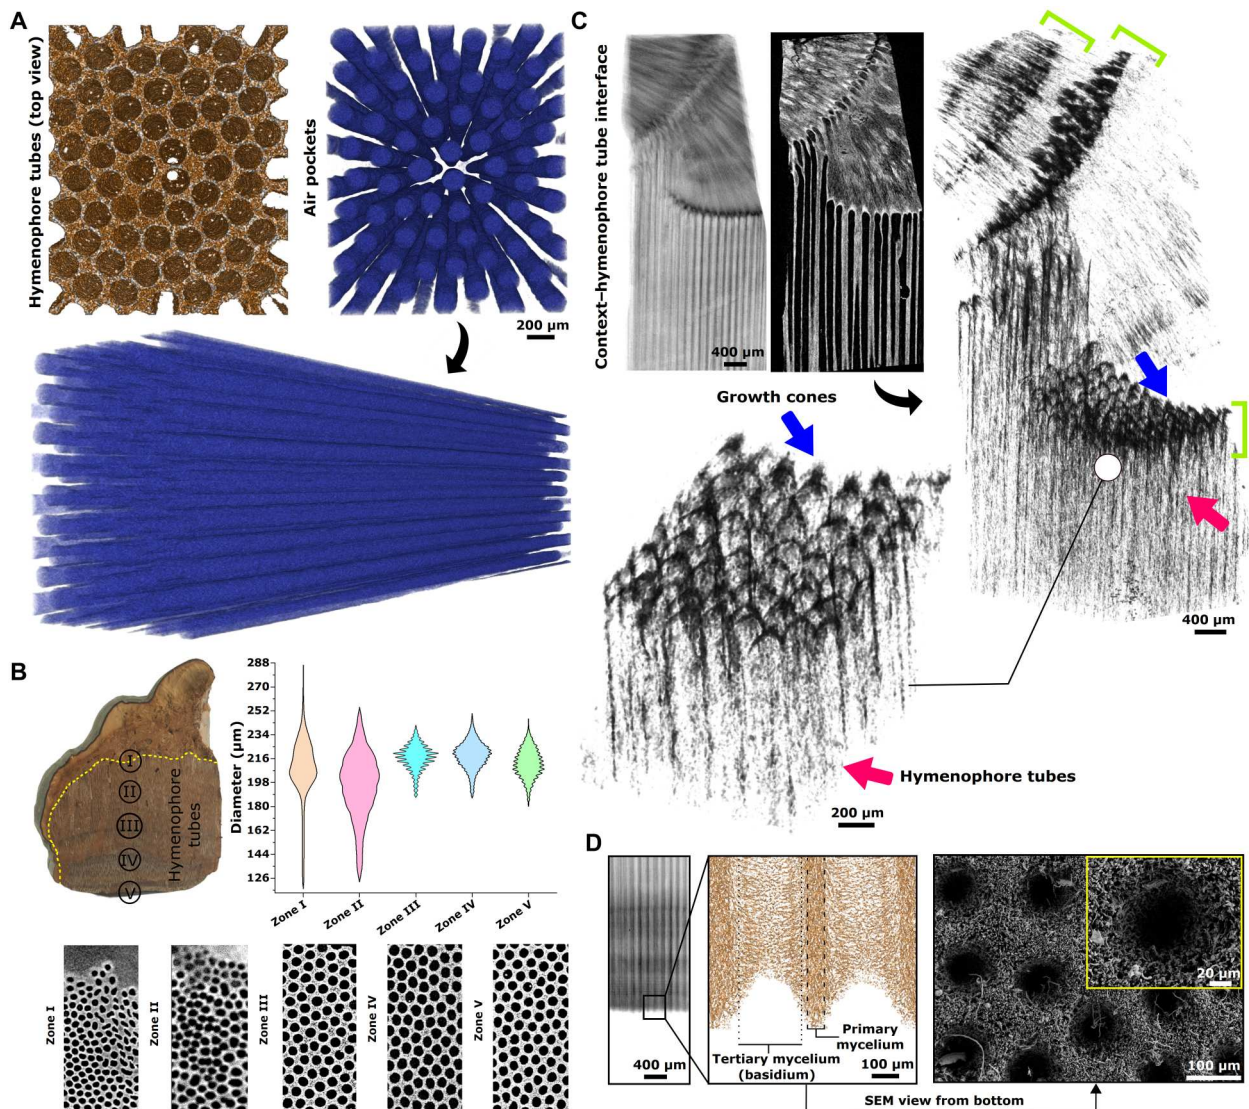 A
Hymenophore tubes (top view)
Air pockets
200 µm
B
I
II
III
IV
V
Hymenophore
tubes
Diameter (µm)
288
270
252
234
216
198
180
162
144
126
Zone I
Zone II
Zone III
Zone IV
Zone V
Zone I
Zone II
Zone III
Zone IV
Zone V
C
Context–hymenophore tube interface
400 µm
Growth cones
400 µm
Hymenophore tubes
200 µm
D
400 µm
Primary
mycelium
Tertiary mycelium
(basidium)
100 µm
20 µm
100 µm
SEM view from bottom